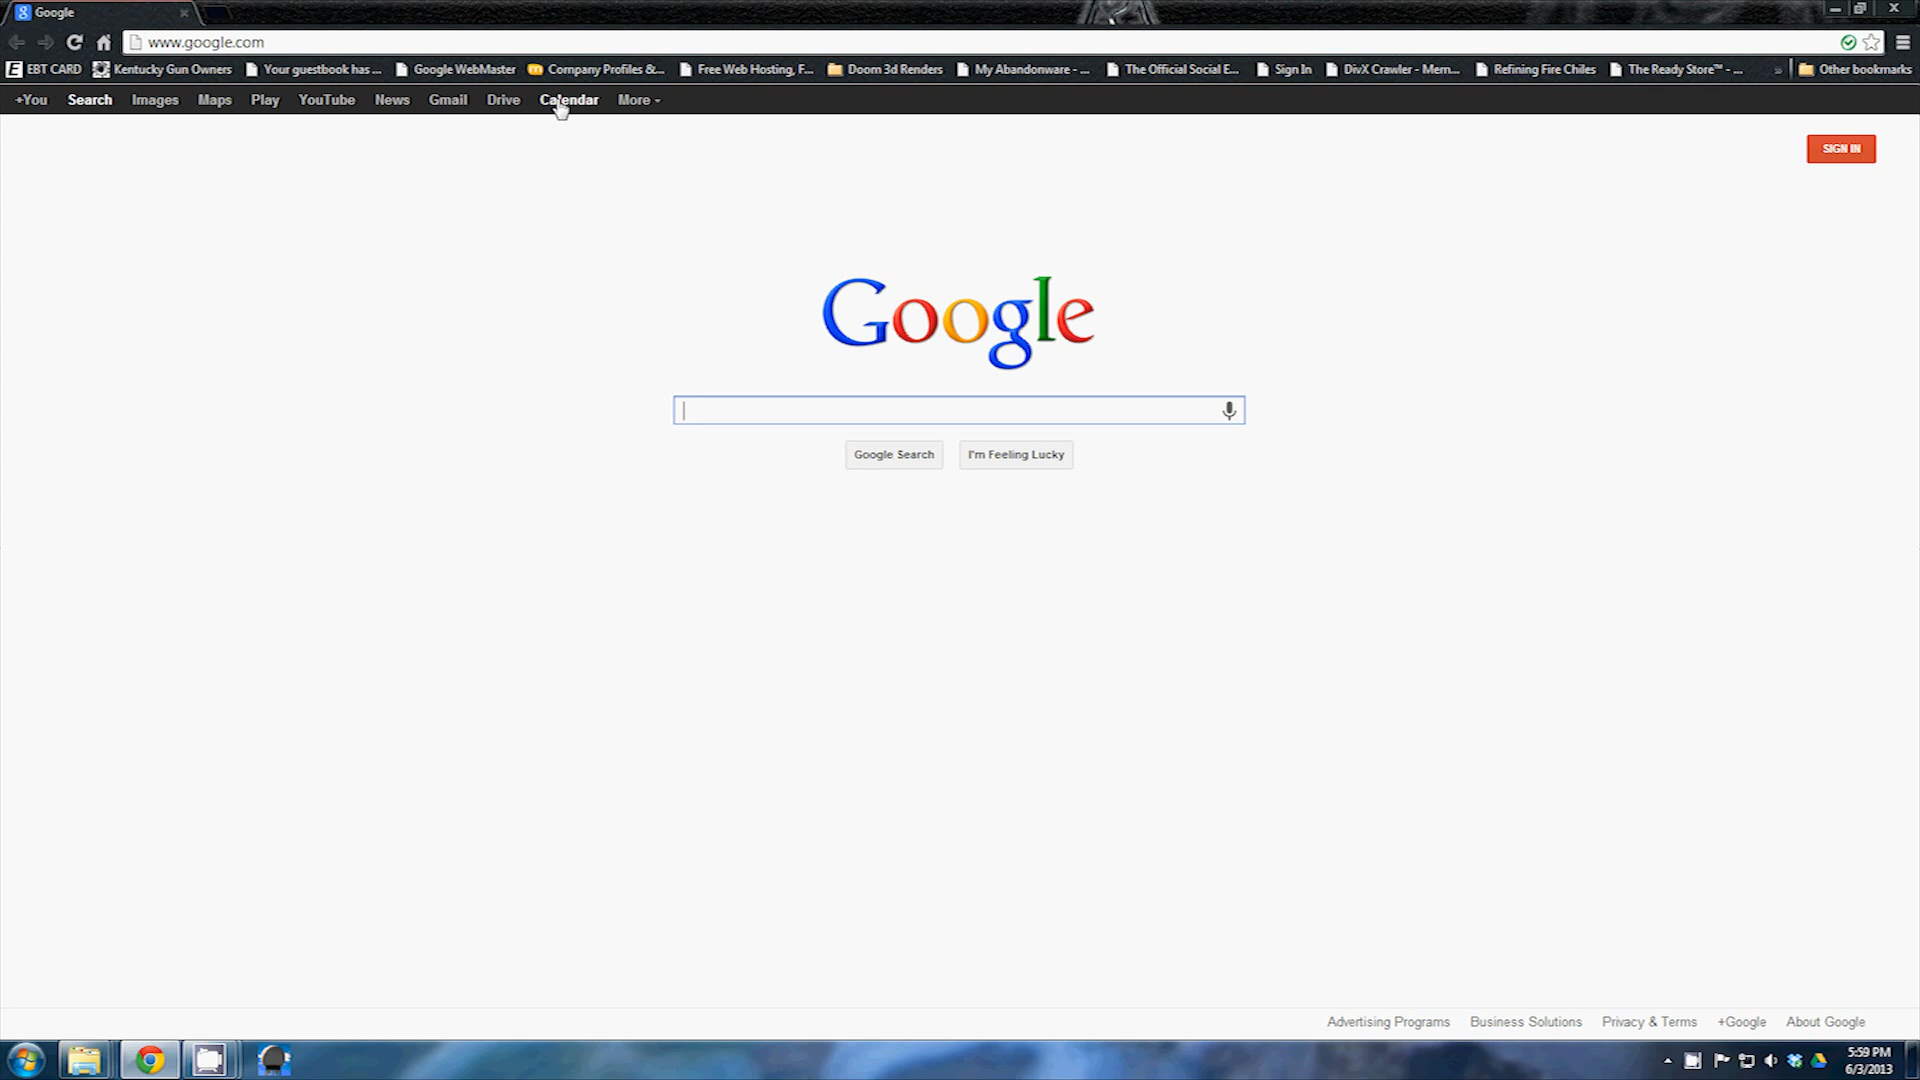 Google
www.google.com
EBT CARD Kentucky Gun Owners Your guestbook has ... Google WebMaster Company Profiles &... Free Web Hosting, F... Doom 3d Renders My Abandonware - ... The Official Social E... Sign In DivX Crawler - Mem... Refining Fire Chiles The Ready Store™ - ... » Other bookmarks
+You Search Images Maps Play YouTube News Gmail Drive Calendar More
SIGN IN
Google
Google Search I'm Feeling Lucky
Advertising Programs Business Solutions Privacy & Terms +Google About Google
5:59 PM
6/3/2013